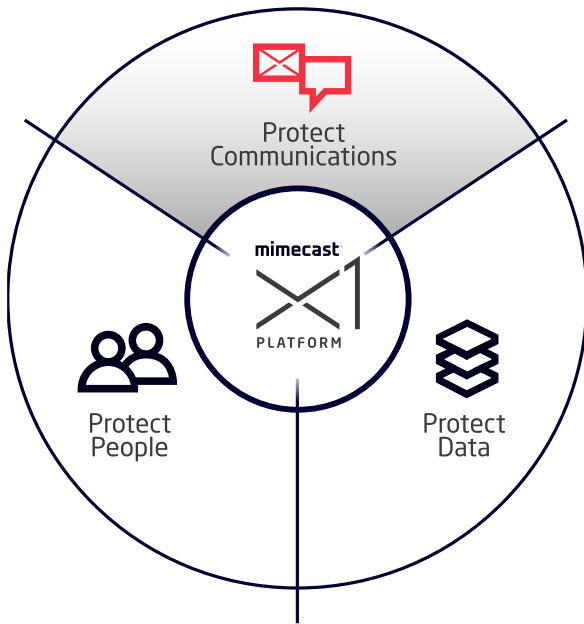 Protect
Communications
mimecast
X1
PLATFORM
Protect
People
Protect
Data